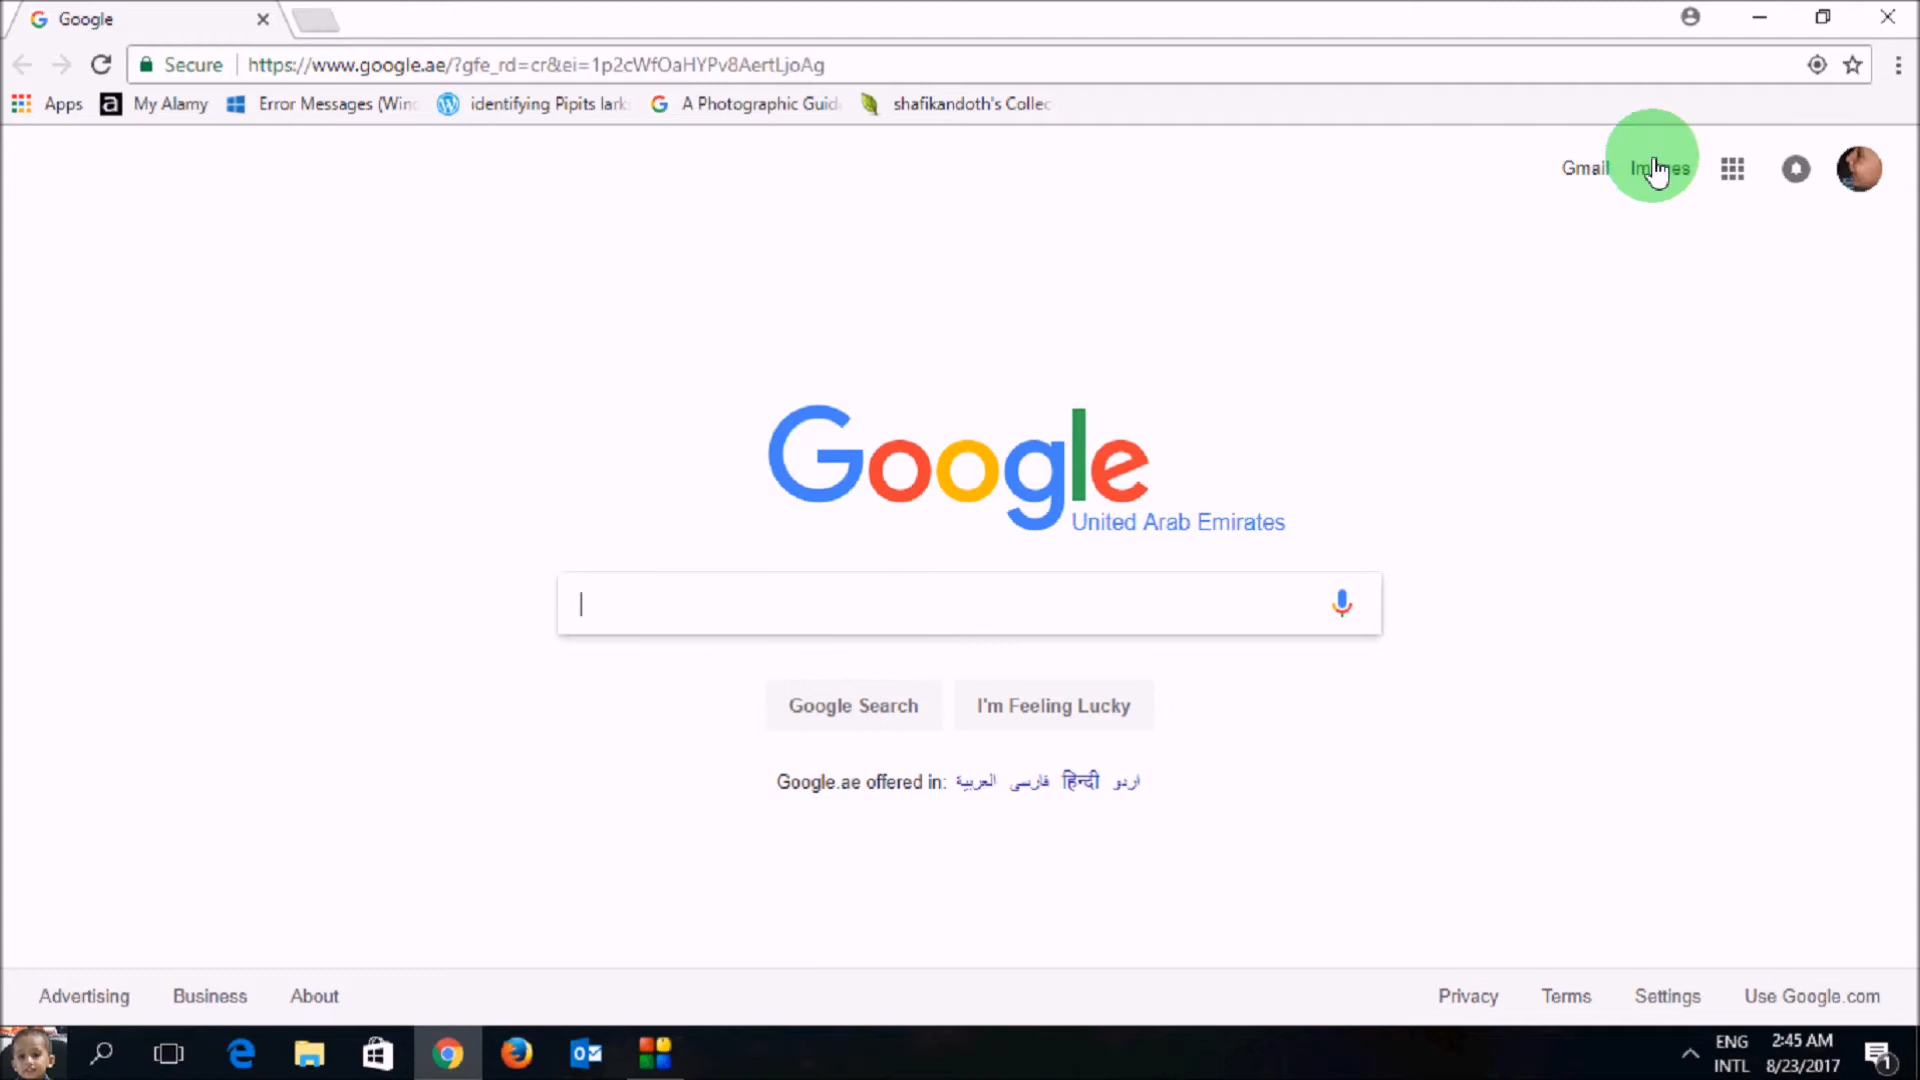 Google
Secure https://www.google.ae/?gfe_rd=cr&ei=1p2cWfOaHYPv8AertLjoAg
Apps a My Alamy Error Messages (Win identifying Pipits lark A Photographic Guid shafikandoth's Collec
Gmail
Google
United Arab Emirates
Google Search I'm Feeling Lucky
Google.ae offered in: العربية فارسی हिन्दी اردو
Advertising Business About Privacy Terms Settings Use Google.com
ENG 2:45 AM
INTL 8/23/2017 1